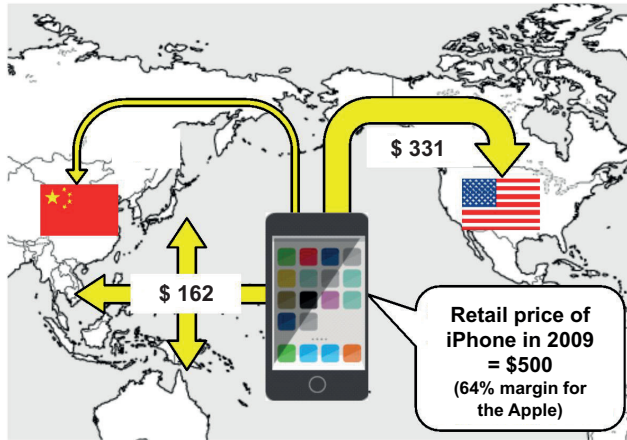 $ 331
$ 162
Retail price of
iPhone in 2009
= $500
(64% margin for
the Apple)